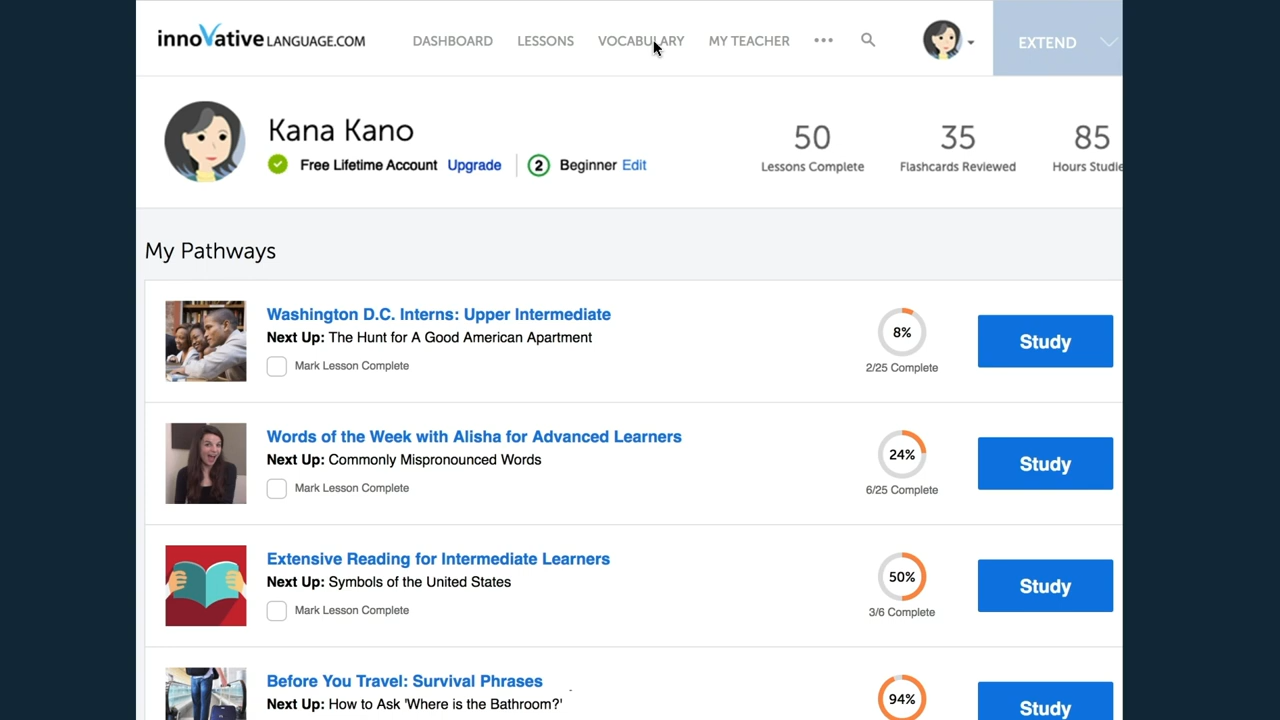 innoVative LANGUAGE.COM DASHBOARD LESSONS VOCABULARY MY TEACHER ••• EXTEND
Kana Kano
Free Lifetime Account Upgrade 2 Beginner Edit
50 35 85
Lessons Complete Flashcards Reviewed Hours Studie
My Pathways
Washington D.C. Interns: Upper Intermediate
Next Up: The Hunt for A Good American Apartment
Mark Lesson Complete
8%
2/25 Complete
Study
Words of the Week with Alisha for Advanced Learners
Next Up: Commonly Mispronounced Words
Mark Lesson Complete
24%
6/25 Complete
Study
Extensive Reading for Intermediate Learners
Next Up: Symbols of the United States
Mark Lesson Complete
50%
3/6 Complete
Study
Before You Travel: Survival Phrases
Next Up: How to Ask 'Where is the Bathroom?'
94%
Study